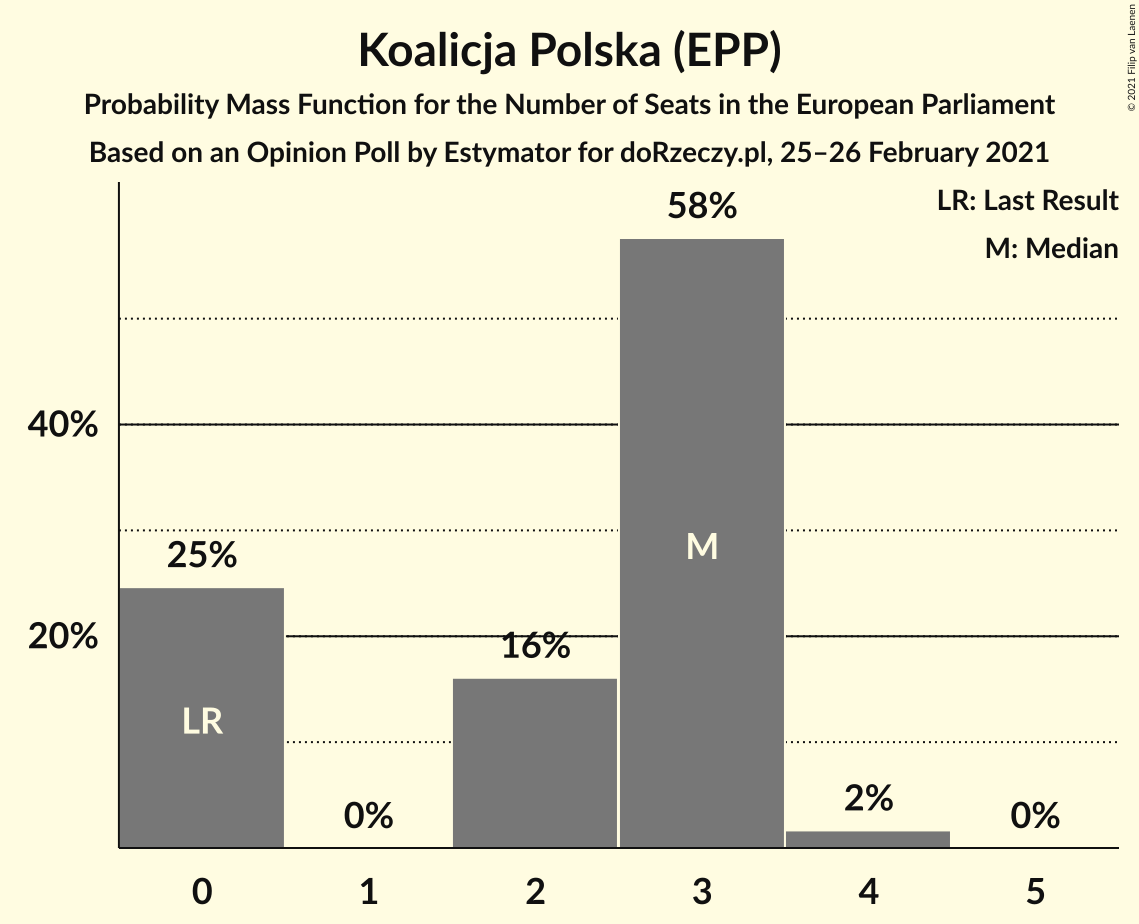 Koalicja Polska (EPP)
Probability Mass Function for the Number of Seats in the European Parliament
Based on an Opinion Poll by Estymator for doRzeczy.pl, 25–26 February 2021
© 2021 Filip van Laenen
LR: Last Result
M: Median
58%
40%
25%
M
20%
16%
LR
0%
2%
0%
0 1 2 3 4 5